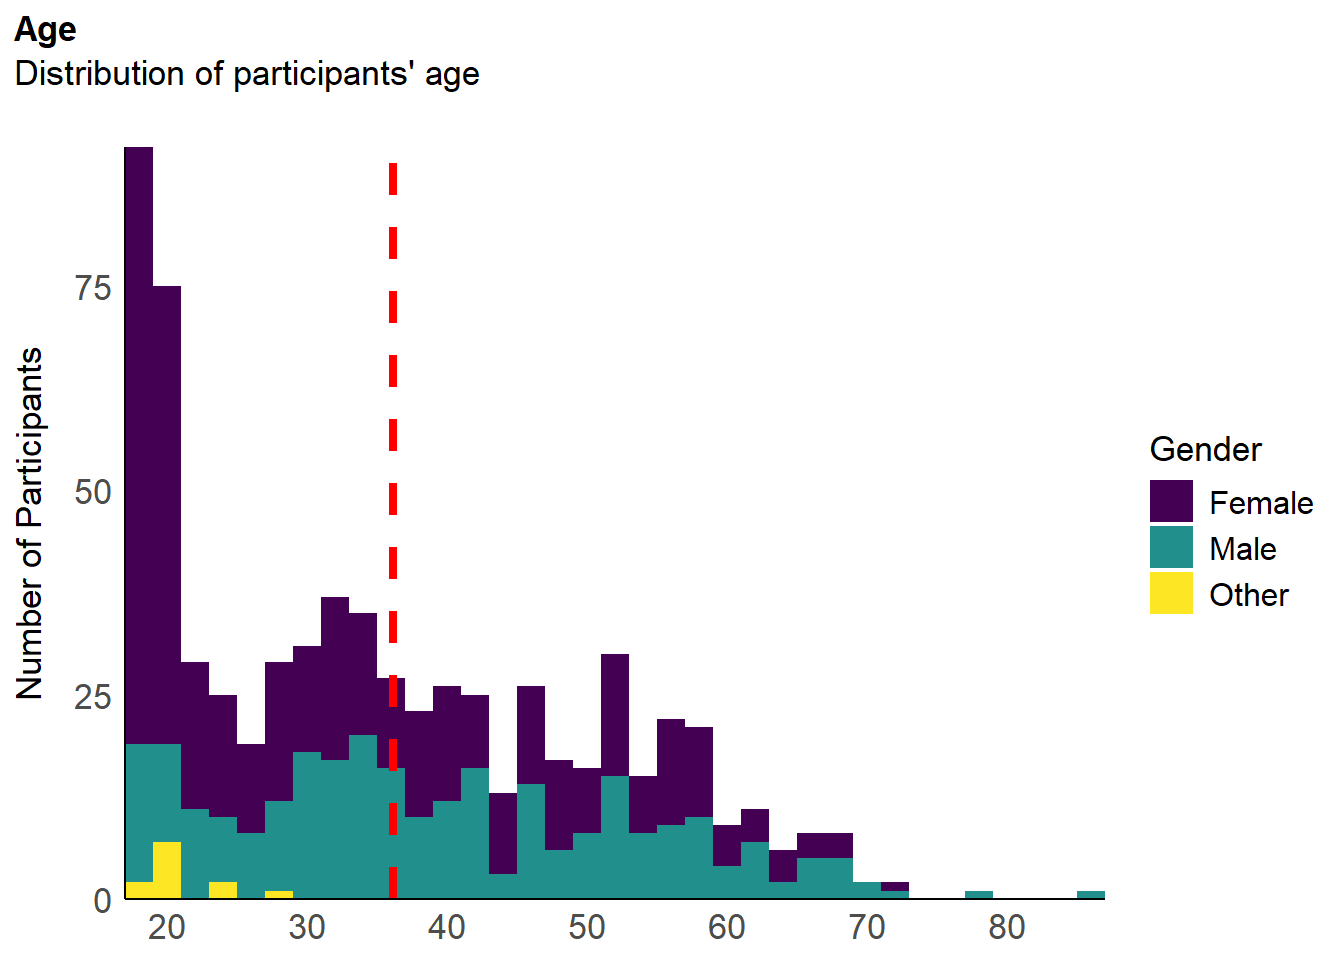 Age
Distribution of participants' age
Number of Participants
75
50
25
0
20 30 40 50 60 70 80
Gender
Female
Male
Other